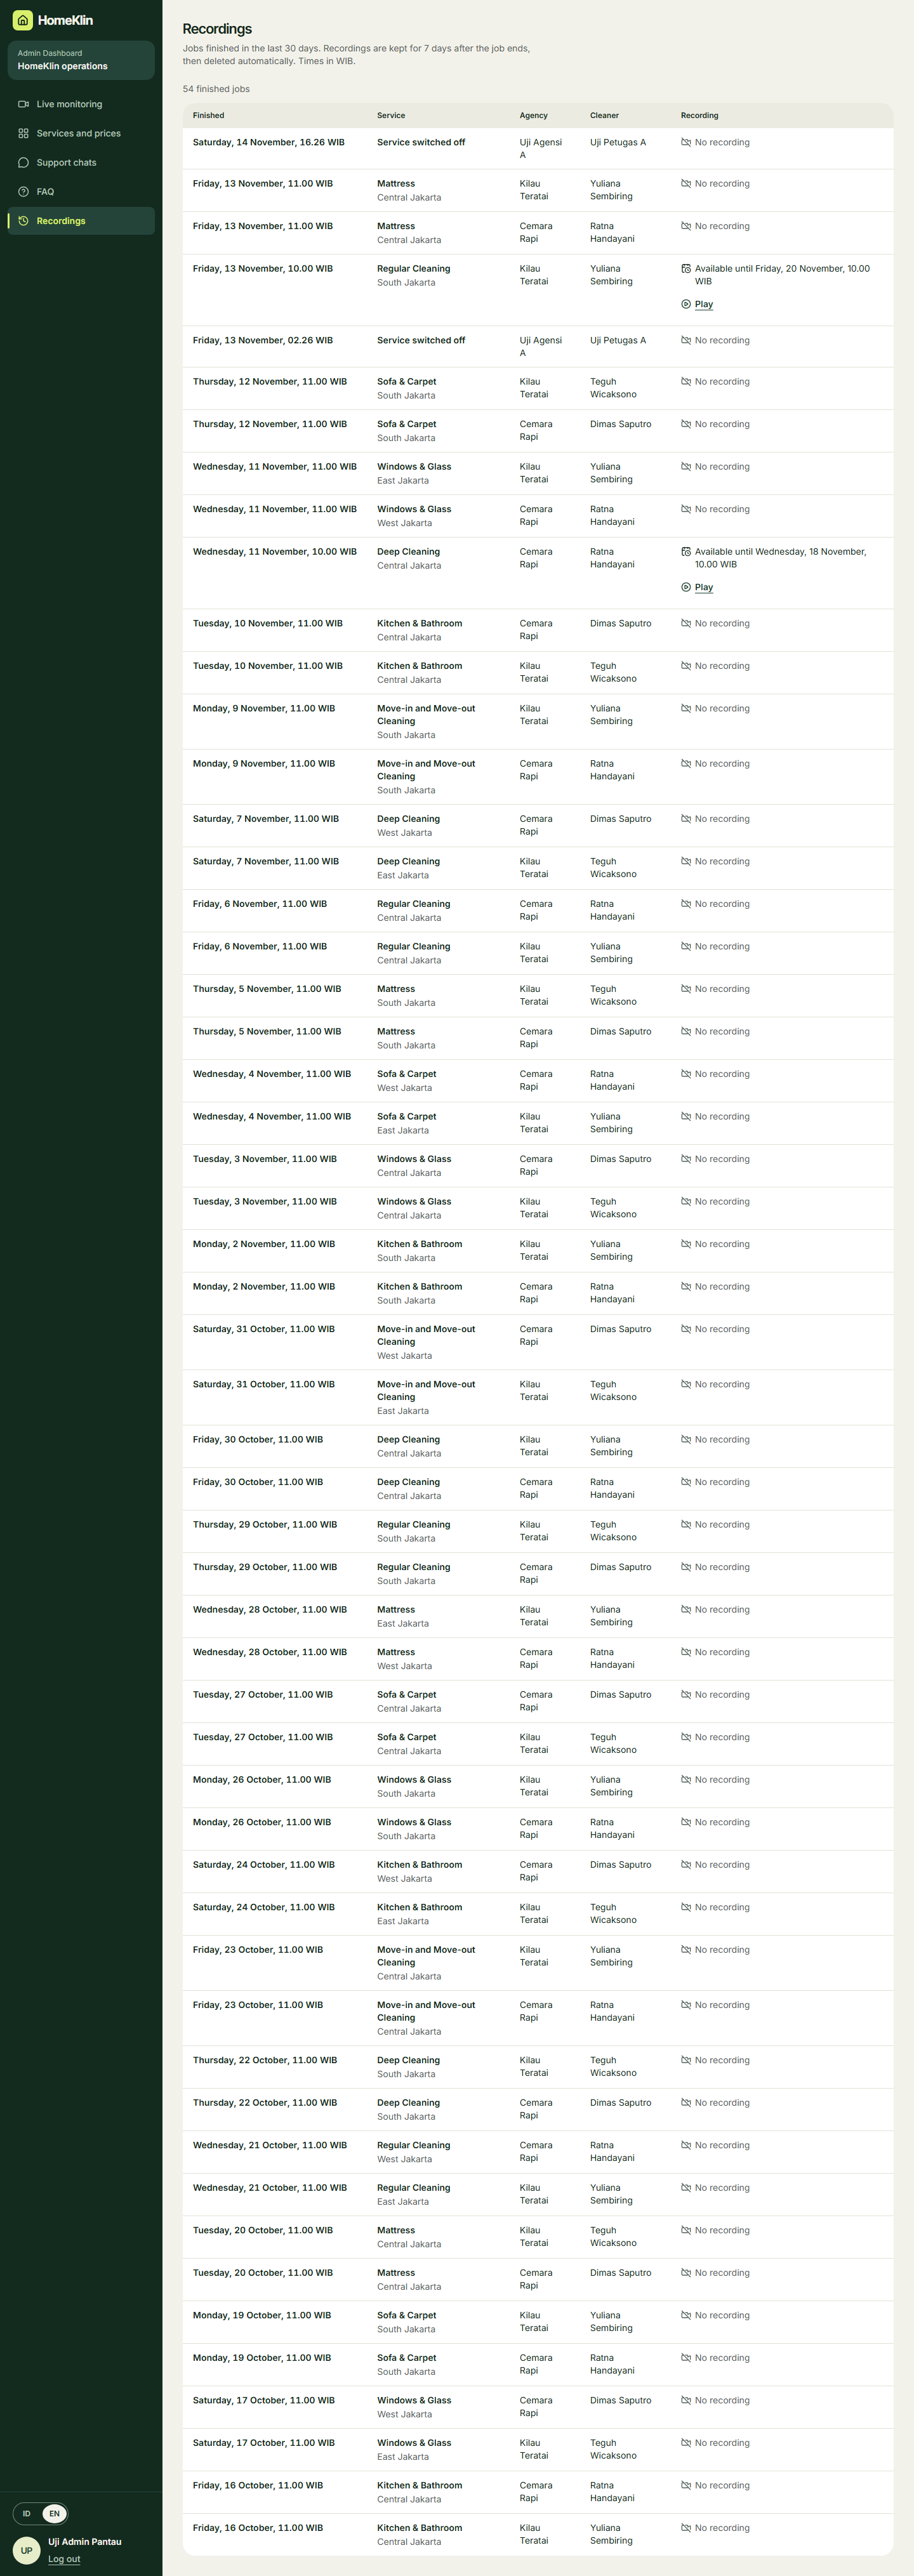 HomeKlin
Admin Dashboard
HomeKlin operations
Live monitoring
Services and prices
Support chats
FAQ
Recordings
ID EN
UP
Uji Admin Pantau
Log out
Recordings
Jobs finished in the last 30 days. Recordings are kept for 7 days after the job ends,
then deleted automatically. Times in WIB.
54 finished jobs
Finished Service Agency Cleaner Recording
Saturday, 14 November, 16.26 WIB Service switched off Uji Agensi Uji Petugas A No recording
A
Friday, 13 November, 11.00 WIB Mattress Kilau Yuliana No recording
Central Jakarta Teratai Sembiring
Friday, 13 November, 11.00 WIB Mattress Cemara Ratna No recording
Central Jakarta Rapi Handayani
Friday, 13 November, 10.00 WIB Regular Cleaning Kilau Yuliana Available until Friday, 20 November, 10.00
South Jakarta Teratai Sembiring WIB
Play
Friday, 13 November, 02.26 WIB Service switched off Uji Agensi Uji Petugas A No recording
A
Thursday, 12 November, 11.00 WIB Sofa & Carpet Kilau Teguh No recording
South Jakarta Teratai Wicaksono
Thursday, 12 November, 11.00 WIB Sofa & Carpet Cemara Dimas Saputro No recording
South Jakarta Rapi
Wednesday, 11 November, 11.00 WIB Windows & Glass Kilau Yuliana No recording
East Jakarta Teratai Sembiring
Wednesday, 11 November, 11.00 WIB Windows & Glass Cemara Ratna No recording
West Jakarta Rapi Handayani
Wednesday, 11 November, 10.00 WIB Deep Cleaning Cemara Ratna Available until Wednesday, 18 November,
Central Jakarta Rapi Handayani 10.00 WIB
Play
Tuesday, 10 November, 11.00 WIB Kitchen & Bathroom Cemara Dimas Saputro No recording
Central Jakarta Rapi
Tuesday, 10 November, 11.00 WIB Kitchen & Bathroom Kilau Teguh No recording
Central Jakarta Teratai Wicaksono
Monday, 9 November, 11.00 WIB Move-in and Move-out Kilau Yuliana No recording
Cleaning Teratai Sembiring
South Jakarta
Monday, 9 November, 11.00 WIB Move-in and Move-out Cemara Ratna No recording
Cleaning Rapi Handayani
South Jakarta
Saturday, 7 November, 11.00 WIB Deep Cleaning Cemara Dimas Saputro No recording
West Jakarta Rapi
Saturday, 7 November, 11.00 WIB Deep Cleaning Kilau Teguh No recording
East Jakarta Teratai Wicaksono
Friday, 6 November, 11.00 WIB Regular Cleaning Cemara Ratna No recording
Central Jakarta Rapi Handayani
Friday, 6 November, 11.00 WIB Regular Cleaning Kilau Yuliana No recording
Central Jakarta Teratai Sembiring
Thursday, 5 November, 11.00 WIB Mattress Kilau Teguh No recording
South Jakarta Teratai Wicaksono
Thursday, 5 November, 11.00 WIB Mattress Cemara Dimas Saputro No recording
South Jakarta Rapi
Wednesday, 4 November, 11.00 WIB Sofa & Carpet Cemara Ratna No recording
West Jakarta Rapi Handayani
Wednesday, 4 November, 11.00 WIB Sofa & Carpet Kilau Yuliana No recording
East Jakarta Teratai Sembiring
Tuesday, 3 November, 11.00 WIB Windows & Glass Cemara Dimas Saputro No recording
Central Jakarta Rapi
Tuesday, 3 November, 11.00 WIB Windows & Glass Kilau Teguh No recording
Central Jakarta Teratai Wicaksono
Monday, 2 November, 11.00 WIB Kitchen & Bathroom Kilau Yuliana No recording
South Jakarta Teratai Sembiring
Monday, 2 November, 11.00 WIB Kitchen & Bathroom Cemara Ratna No recording
South Jakarta Rapi Handayani
Saturday, 31 October, 11.00 WIB Move-in and Move-out Cemara Dimas Saputro No recording
Cleaning Rapi
West Jakarta
Saturday, 31 October, 11.00 WIB Move-in and Move-out Kilau Teguh No recording
Cleaning Teratai Wicaksono
East Jakarta
Friday, 30 October, 11.00 WIB Deep Cleaning Kilau Yuliana No recording
Central Jakarta Teratai Sembiring
Friday, 30 October, 11.00 WIB Deep Cleaning Cemara Ratna No recording
Central Jakarta Rapi Handayani
Thursday, 29 October, 11.00 WIB Regular Cleaning Kilau Teguh No recording
South Jakarta Teratai Wicaksono
Thursday, 29 October, 11.00 WIB Regular Cleaning Cemara Dimas Saputro No recording
South Jakarta Rapi
Wednesday, 28 October, 11.00 WIB Mattress Kilau Yuliana No recording
East Jakarta Teratai Sembiring
Wednesday, 28 October, 11.00 WIB Mattress Cemara Ratna No recording
West Jakarta Rapi Handayani
Tuesday, 27 October, 11.00 WIB Sofa & Carpet Cemara Dimas Saputro No recording
Central Jakarta Rapi
Tuesday, 27 October, 11.00 WIB Sofa & Carpet Kilau Teguh No recording
Central Jakarta Teratai Wicaksono
Monday, 26 October, 11.00 WIB Windows & Glass Kilau Yuliana No recording
South Jakarta Teratai Sembiring
Monday, 26 October, 11.00 WIB Windows & Glass Cemara Ratna No recording
South Jakarta Rapi Handayani
Saturday, 24 October, 11.00 WIB Kitchen & Bathroom Cemara Dimas Saputro No recording
West Jakarta Rapi
Saturday, 24 October, 11.00 WIB Kitchen & Bathroom Kilau Teguh No recording
East Jakarta Teratai Wicaksono
Friday, 23 October, 11.00 WIB Move-in and Move-out Kilau Yuliana No recording
Cleaning Teratai Sembiring
Central Jakarta
Friday, 23 October, 11.00 WIB Move-in and Move-out Cemara Ratna No recording
Cleaning Rapi Handayani
Central Jakarta
Thursday, 22 October, 11.00 WIB Deep Cleaning Kilau Teguh No recording
South Jakarta Teratai Wicaksono
Thursday, 22 October, 11.00 WIB Deep Cleaning Cemara Dimas Saputro No recording
South Jakarta Rapi
Wednesday, 21 October, 11.00 WIB Regular Cleaning Cemara Ratna No recording
West Jakarta Rapi Handayani
Wednesday, 21 October, 11.00 WIB Regular Cleaning Kilau Yuliana No recording
East Jakarta Teratai Sembiring
Tuesday, 20 October, 11.00 WIB Mattress Kilau Teguh No recording
Central Jakarta Teratai Wicaksono
Tuesday, 20 October, 11.00 WIB Mattress Cemara Dimas Saputro No recording
Central Jakarta Rapi
Monday, 19 October, 11.00 WIB Sofa & Carpet Kilau Yuliana No recording
South Jakarta Teratai Sembiring
Monday, 19 October, 11.00 WIB Sofa & Carpet Cemara Ratna No recording
South Jakarta Rapi Handayani
Saturday, 17 October, 11.00 WIB Windows & Glass Cemara Dimas Saputro No recording
West Jakarta Rapi
Saturday, 17 October, 11.00 WIB Windows & Glass Kilau Teguh No recording
East Jakarta Teratai Wicaksono
Friday, 16 October, 11.00 WIB Kitchen & Bathroom Cemara Ratna No recording
Central Jakarta Rapi Handayani
Friday, 16 October, 11.00 WIB Kitchen & Bathroom Kilau Yuliana No recording
Central Jakarta Teratai Sembiring